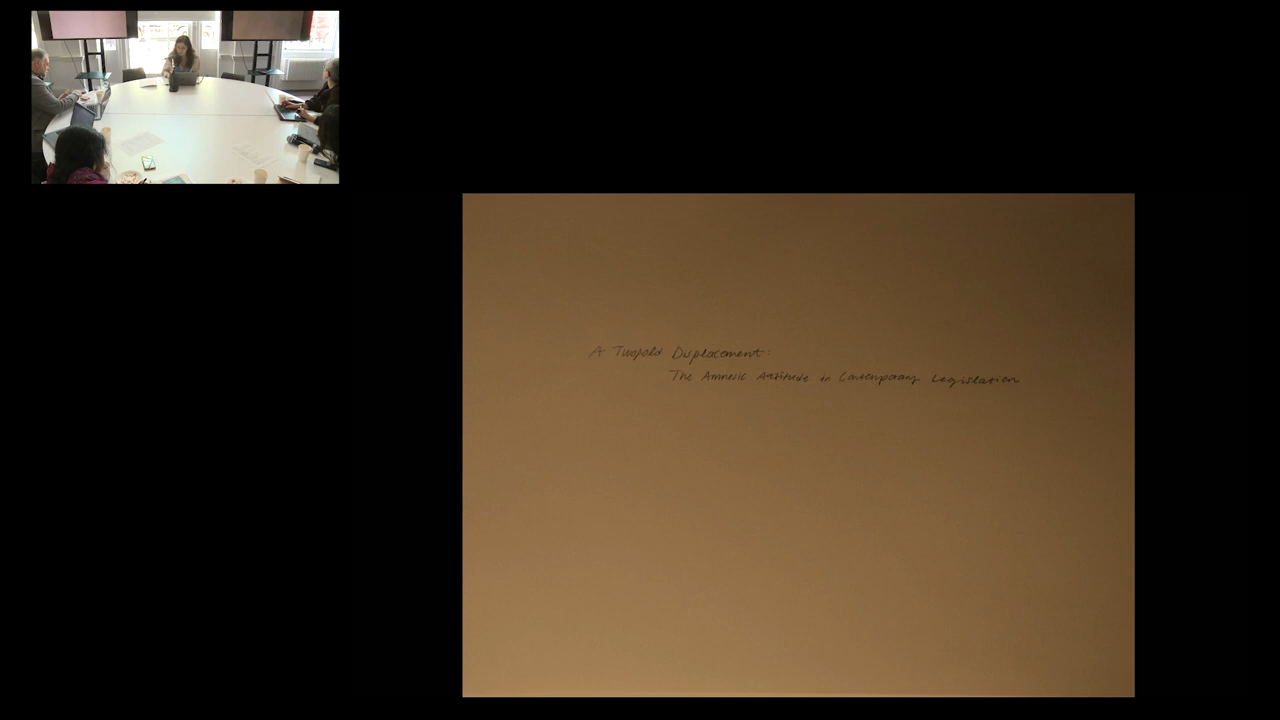 A Twofold Displacement:
The Amnesic Attitude in Contemporary Legislation